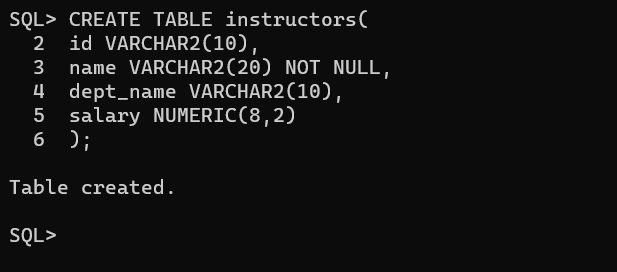 SQL> CREATE TABLE instructors(
  2  id VARCHAR2(10),
  3  name VARCHAR2(20) NOT NULL,
  4  dept_name VARCHAR2(10),
  5  salary NUMERIC(8,2)
  6  );

Table created.

SQL>